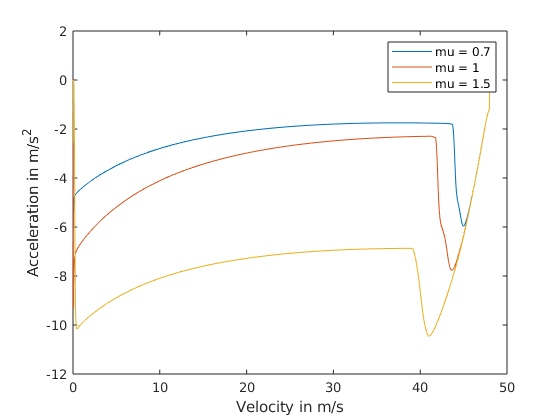 2
0
-2
-4
-6
-8
-10
-12
0 10 20 30 40 50
Acceleration in m/s²
Velocity in m/s
mu = 0.7
mu = 1
mu = 1.5